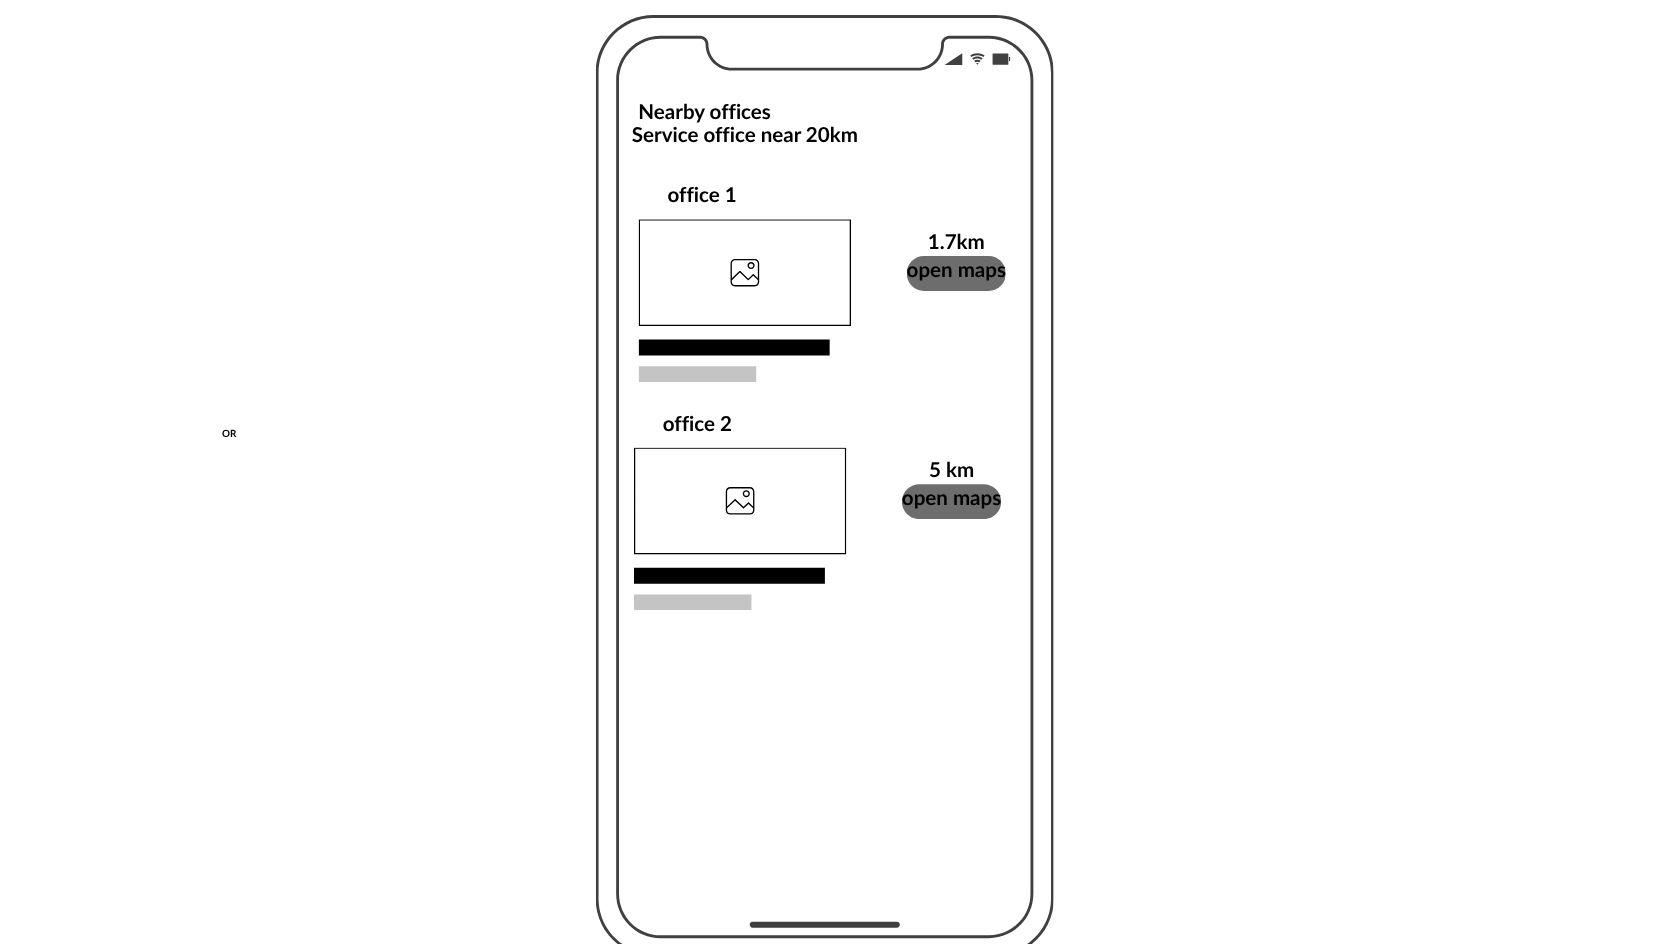 Nearby offices
Service office near 20km
office 1
1.7km
open maps
OR
office 2
5 km
open maps